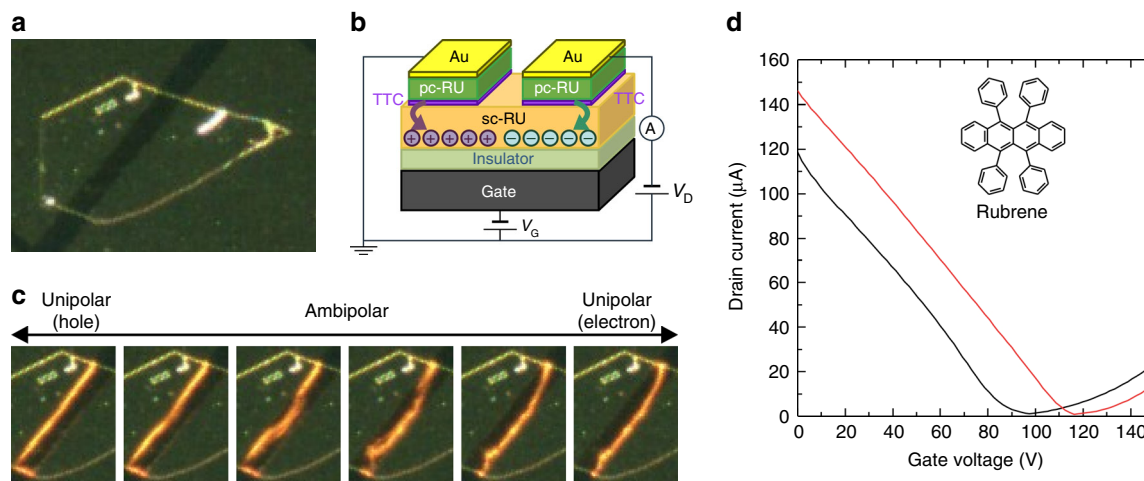 a
b
Au
Au
pc-RU
pc-RU
TTC
TTC
sc-RU
+ + + + + − − − − −
Insulator
Gate
A
V_D
V_G
c
Unipolar
(hole)
Ambipolar
Unipolar
(electron)
d
160
140
120
100
80
60
40
20
0
Drain current (µA)
Rubrene
0 20 40 60 80 100 120 140
Gate voltage (V)